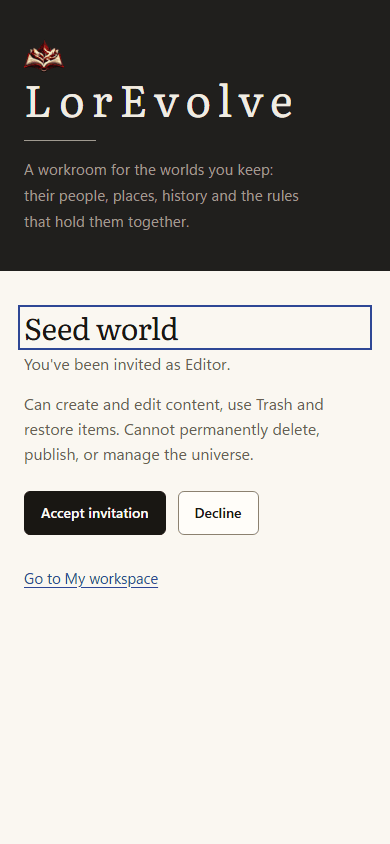 LorEvolve
A workroom for the worlds you keep:
their people, places, history and the rules
that hold them together.
Seed world
You've been invited as Editor.
Can create and edit content, use Trash and
restore items. Cannot permanently delete,
publish, or manage the universe.
Accept invitation
Decline
Go to My workspace